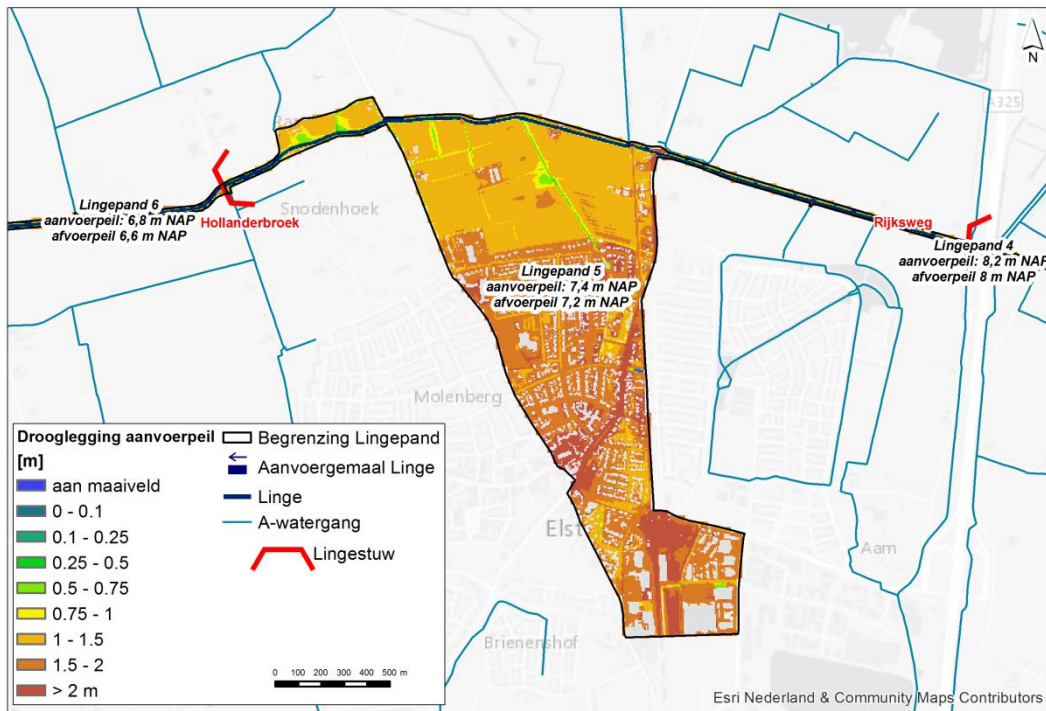 N
A325
Lingepand 6
aanvoerpeil: 6,8 m NAP
afvoerpeil 6,6 m NAP
Hollanderbroek
Snodenhoek
Rijksweg
Lingepand 4
aanvoerpeil: 8,2 m NAP
afvoerpeil 8 m NAP
Lingepand 5
aanvoerpeil: 7,4 m NAP
afvoerpeil 7,2 m NAP
Molenberg
Elst
Aam
Brienenshof
Drooglegging aanvoerpeil
[m]
aan maaiveld
0 - 0.1
0.1 - 0.25
0.25 - 0.5
0.5 - 0.75
0.75 - 1
1 - 1.5
1.5 - 2
> 2 m
Begrenzing Lingepand
Aanvoergemaal Linge
Linge
A-watergang
Lingestuw
0 100 200 300 400 500 m
Esri Nederland & Community Maps Contributors